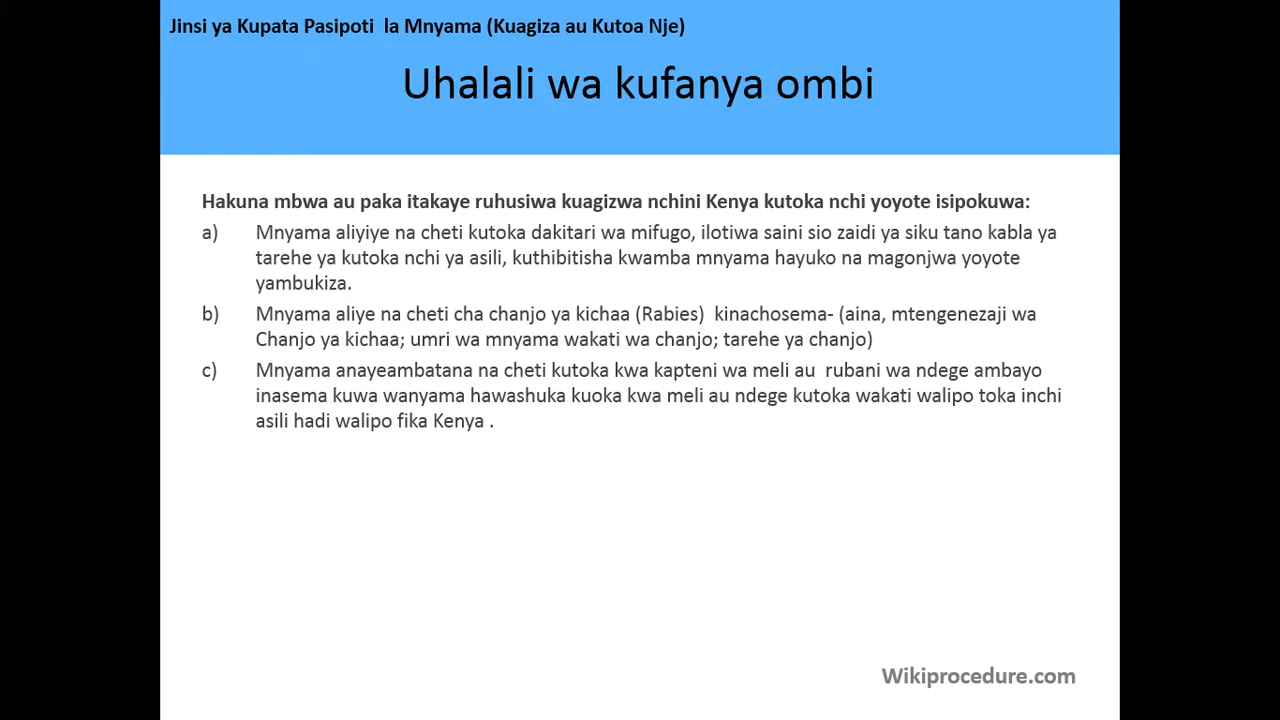 Jinsi ya Kupata Pasipoti la Mnyama (Kuagiza au Kutoa Nje)
Uhalali wa kufanya ombi
Hakuna mbwa au paka itakaye ruhusiwa kuagizwa nchini Kenya kutoka nchi yoyote isipokuwa:
a) Mnyama aliyiye na cheti kutoka dakitari wa mifugo, ilotiwa saini sio zaidi ya siku tano kabla ya
tarehe ya kutoka nchi ya asili, kuthibitisha kwamba mnyama hayuko na magonjwa yoyote
yambukiza.
b) Mnyama aliye na cheti cha chanjo ya kichaa (Rabies) kinachosema- (aina, mtengenezaji wa
Chanjo ya kichaa; umri wa mnyama wakati wa chanjo; tarehe ya chanjo)
c) Mnyama anayeambatana na cheti kutoka kwa kapteni wa meli au rubani wa ndege ambayo
inasema kuwa wanyama hawashuka kuoka kwa meli au ndege kutoka wakati walipo toka inchi
asili hadi walipo fika Kenya .
Wikiprocedure.com